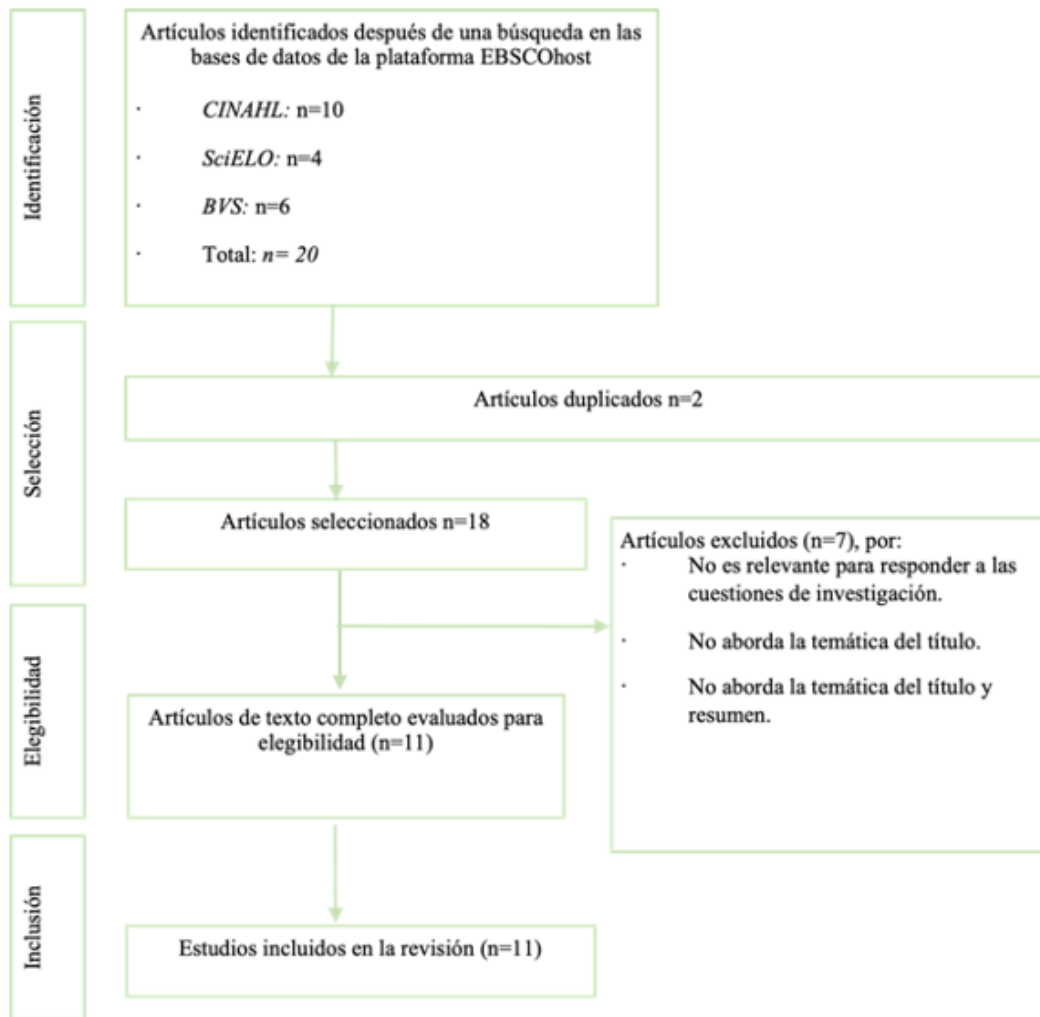 Identificación
Artículos identificados después de una búsqueda en las
bases de datos de la plataforma EBSCOhost
· CINAHL: n=10
· SciELO: n=4
· BVS: n=6
· Total: n= 20
Selección
Artículos duplicados n=2
Artículos seleccionados n=18
Artículos excluidos (n=7), por:
· No es relevante para responder a las
cuestiones de investigación.
· No aborda la temática del título.
· No aborda la temática del título y
resumen.
Elegibilidad
Artículos de texto completo evaluados para
elegibilidad (n=11)
Inclusión
Estudios incluidos en la revisión (n=11)